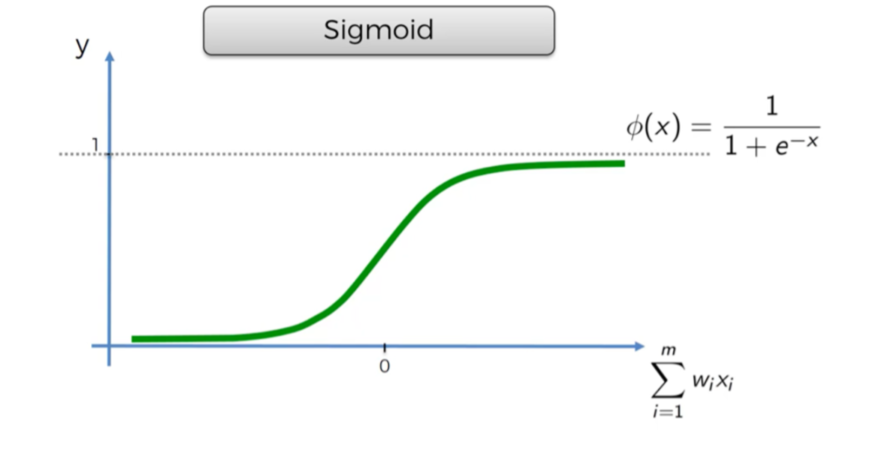 Sigmoid
y
1
ϕ(x) = 1 / (1 + e^{−x})
0
∑_{i=1}^{m} w_i x_i